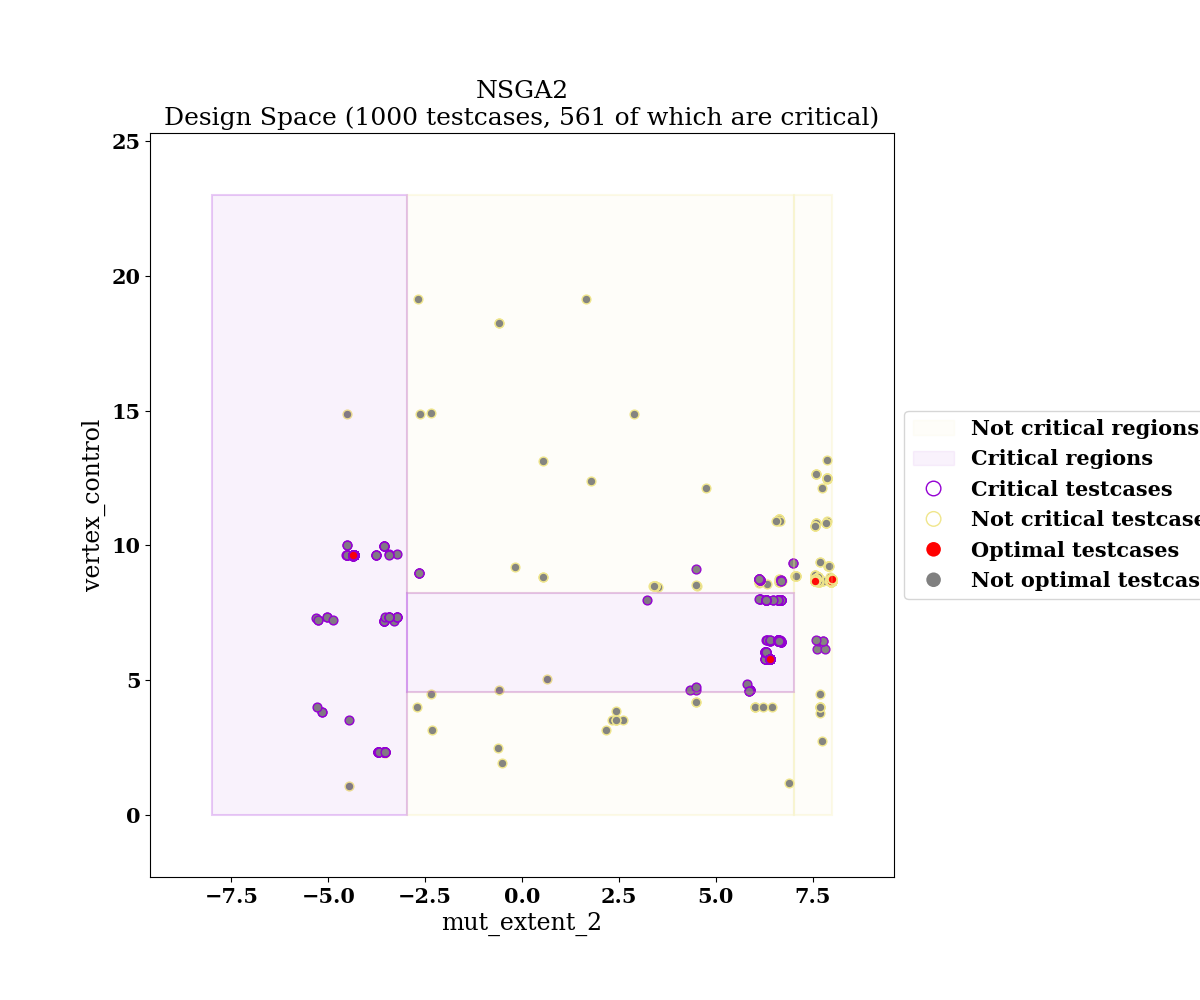 NSGA2
Design Space (1000 testcases, 561 of which are critical)
25
20
15
10
5
0
vertex_control
−7.5
−5.0
−2.5
0.0
2.5
5.0
7.5
mut_extent_2
Not critical regions
Critical regions
Critical testcases
Not critical testcase
Optimal testcases
Not optimal testcas